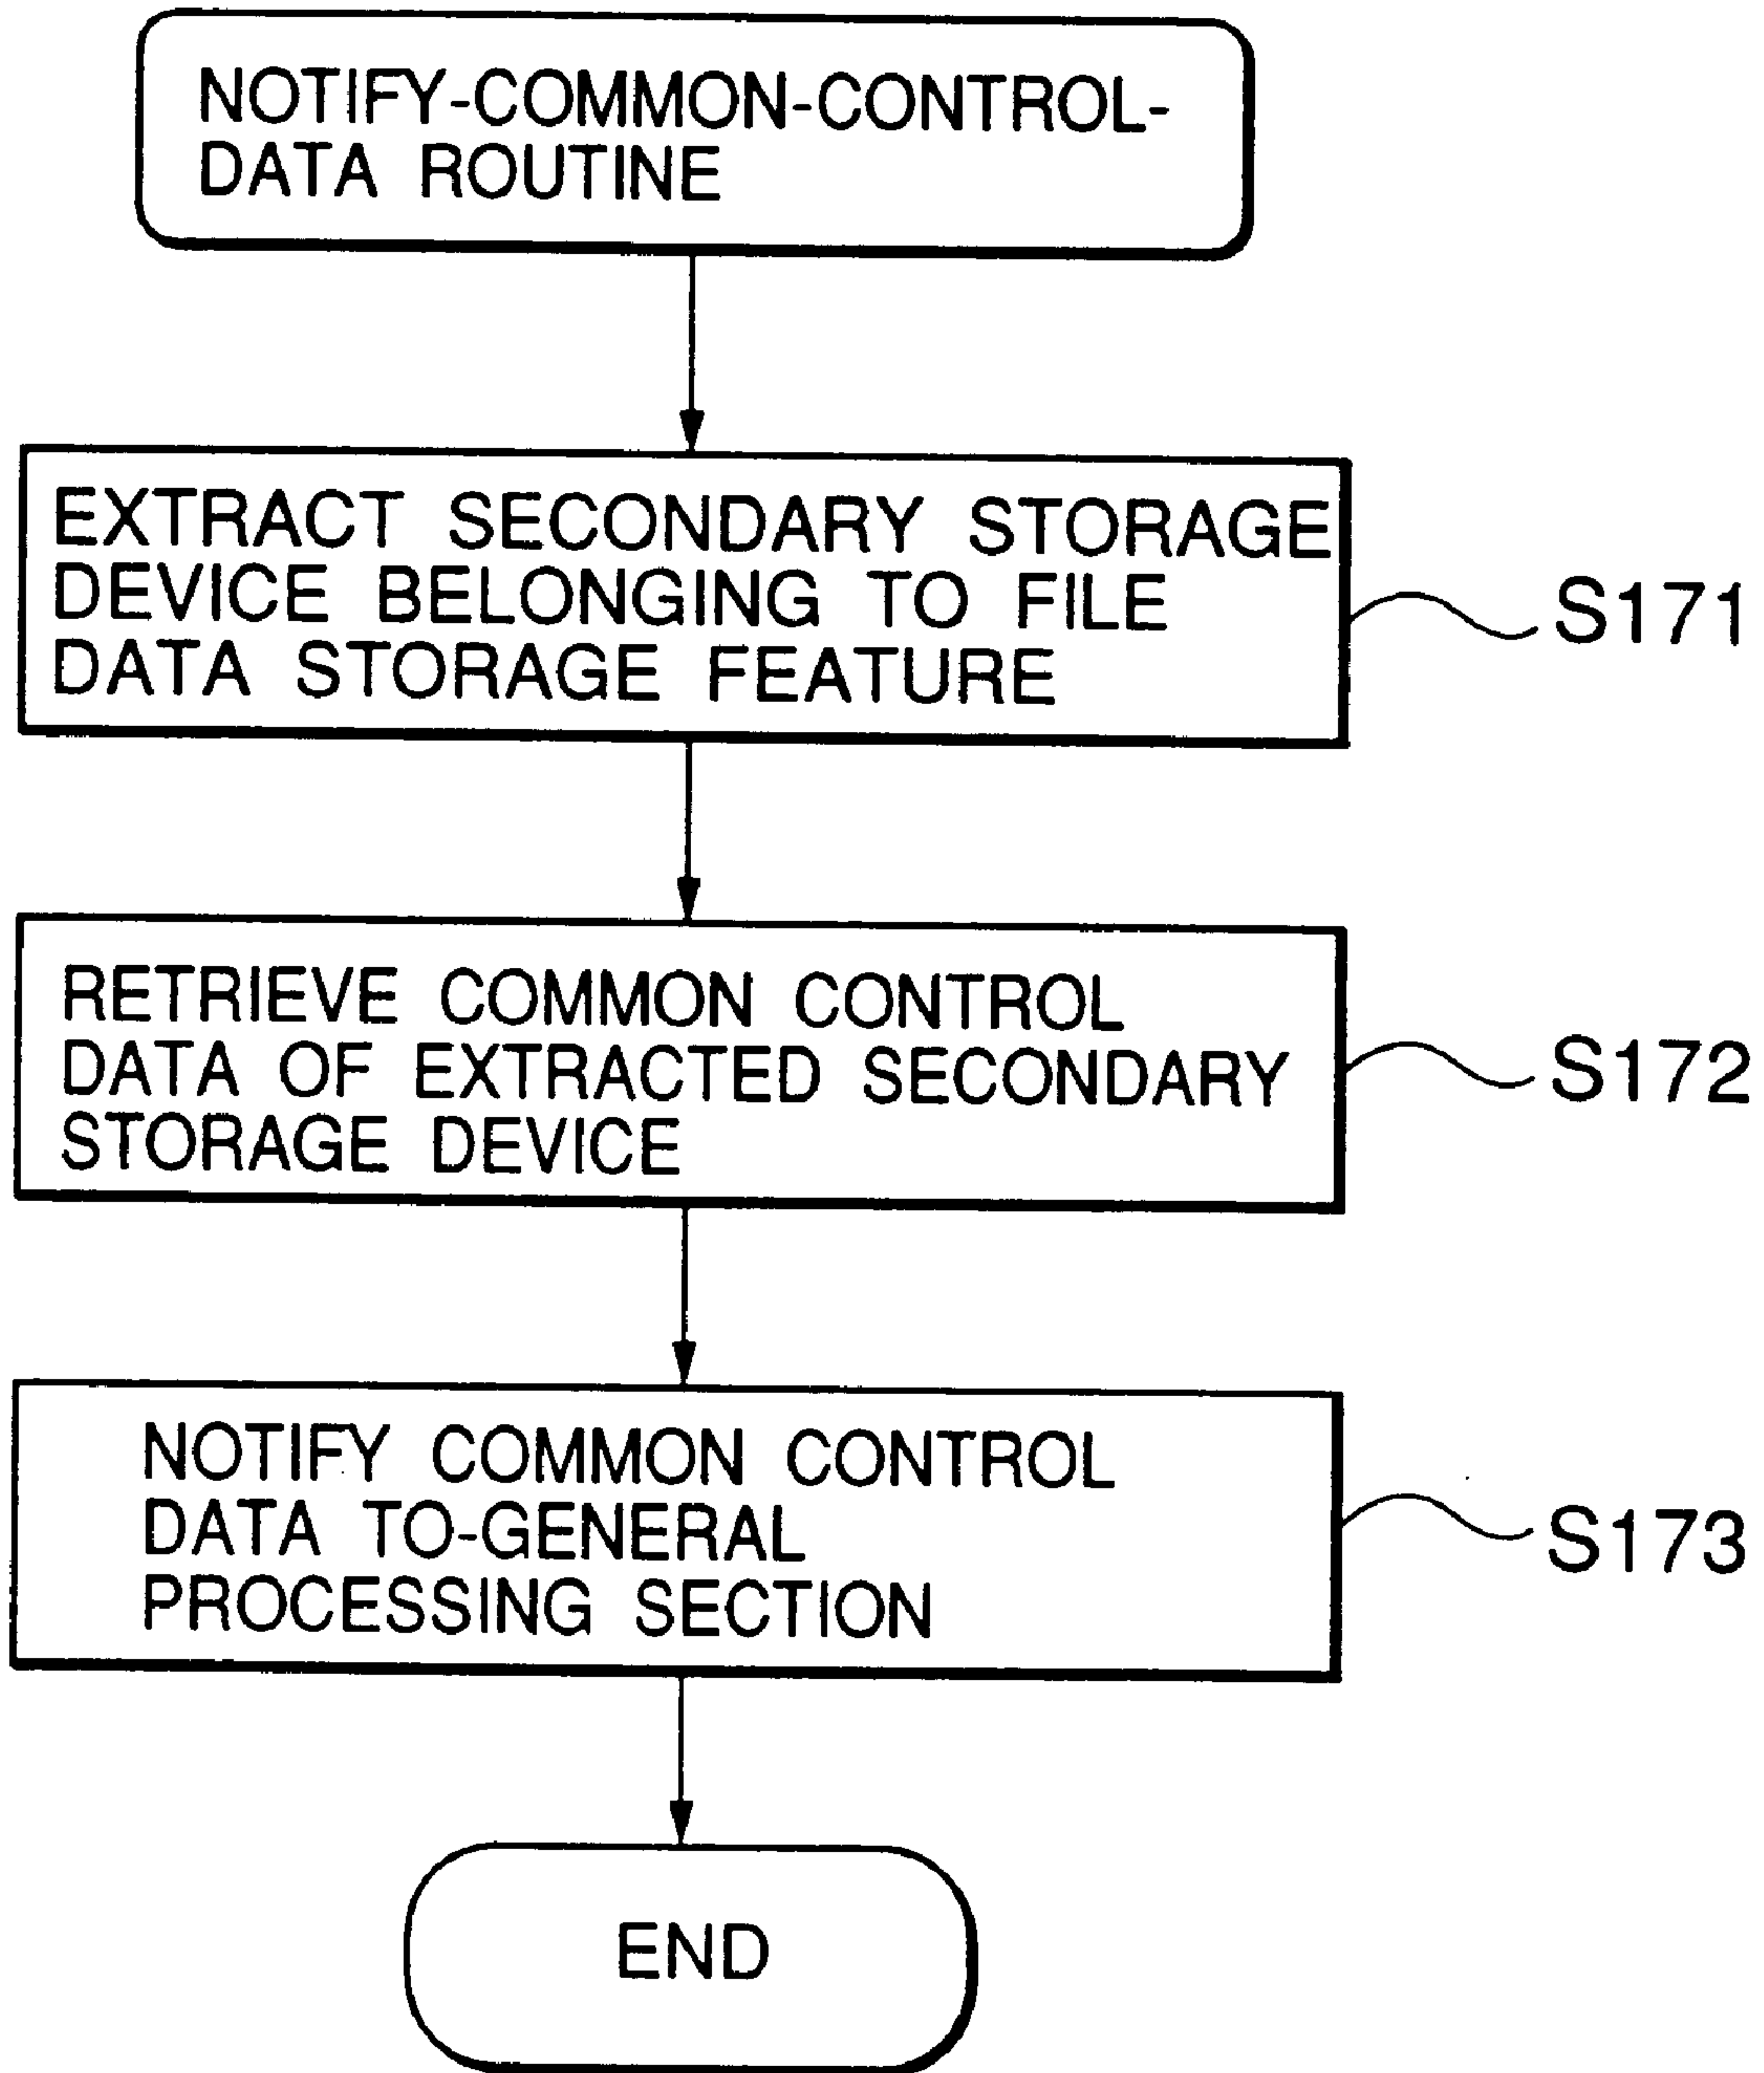 NOTIFY-COMMON-CONTROL-
DATA ROUTINE
EXTRACT SECONDARY STORAGE
DEVICE BELONGING TO FILE
DATA STORAGE FEATURE
S171
RETRIEVE COMMON CONTROL
DATA OF EXTRACTED SECONDARY
STORAGE DEVICE
S172
NOTIFY COMMON CONTROL
DATA TO-GENERAL
PROCESSING SECTION
S173
END